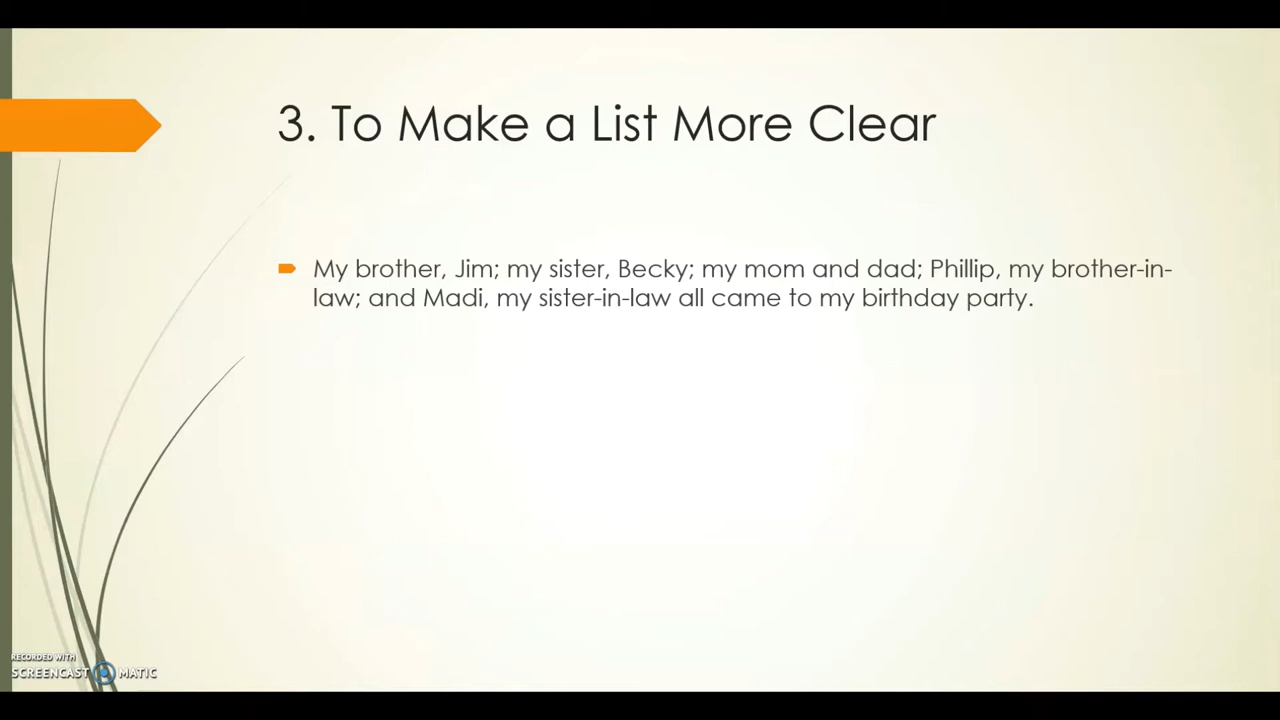 3. To Make a List More Clear
My brother, Jim; my sister, Becky; my mom and dad; Phillip, my brother-in-
law; and Madi, my sister-in-law all came to my birthday party.
RECORDED WITH
SCREENCAST MATIC